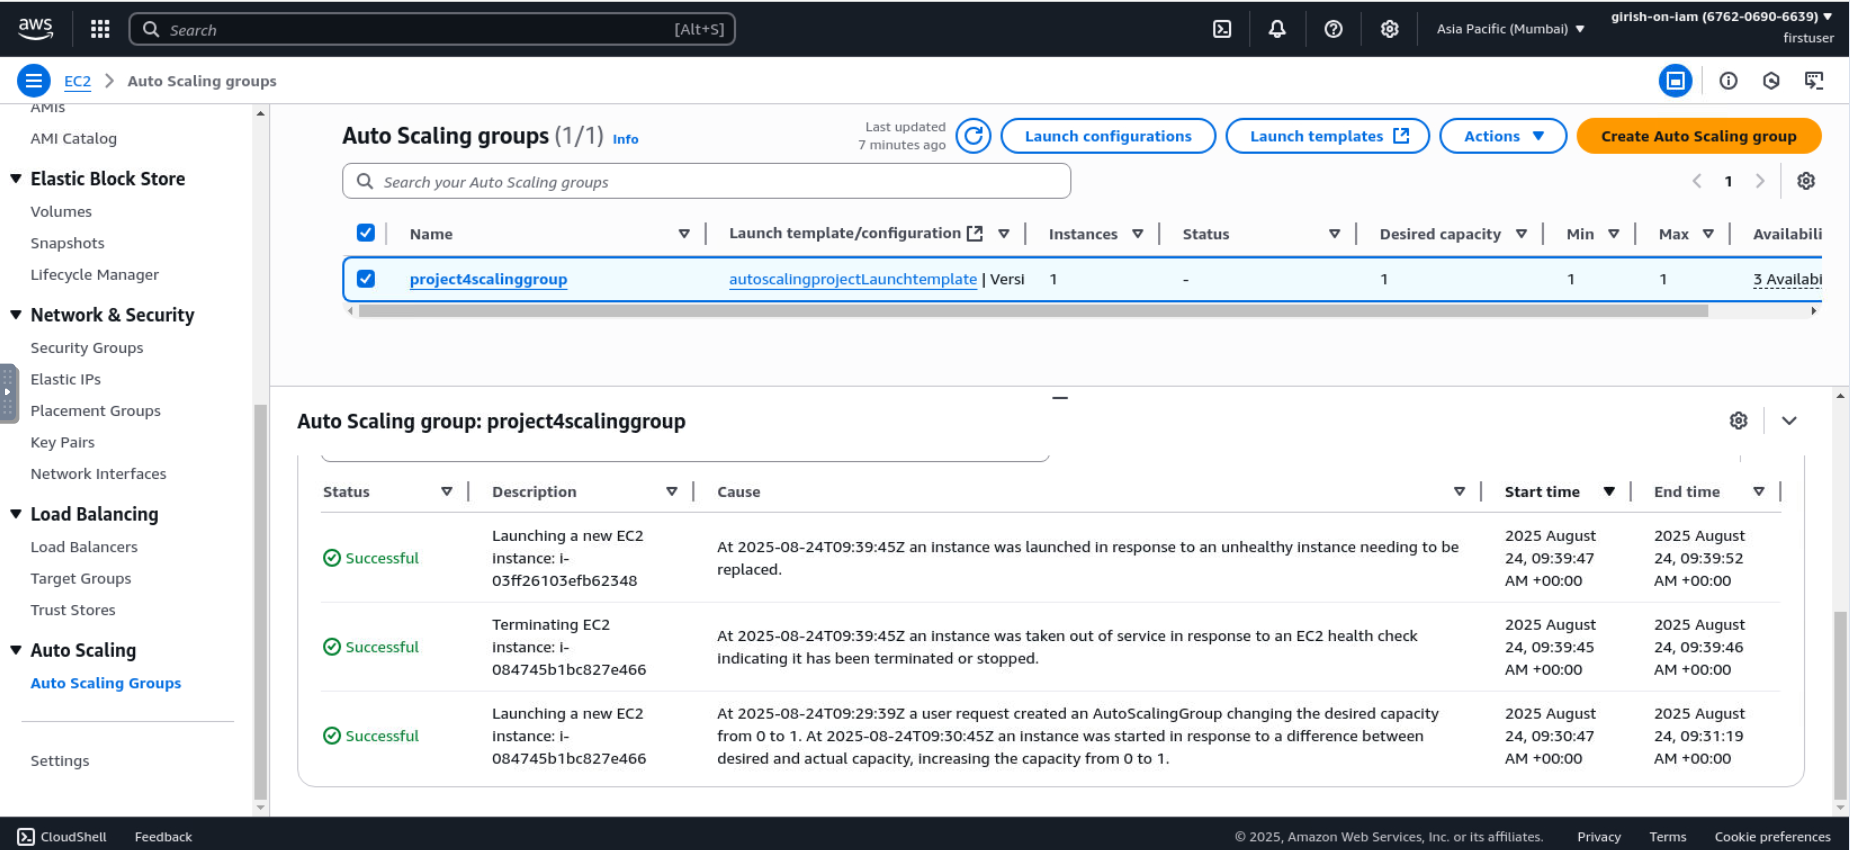 aws
Search
[Alt+S]
Asia Pacific (Mumbai)
girish-on-iam (6762-0690-6639)
firstuser
EC2
Auto Scaling groups
AMIs
AMI Catalog
Elastic Block Store
Volumes
Snapshots
Lifecycle Manager
Network & Security
Security Groups
Elastic IPs
Placement Groups
Key Pairs
Network Interfaces
Load Balancing
Load Balancers
Target Groups
Trust Stores
Auto Scaling
Auto Scaling Groups
Settings
Auto Scaling groups (1/1) Info
Last updated
7 minutes ago
Launch configurations
Launch templates
Actions
Create Auto Scaling group
Search your Auto Scaling groups
1
Name Launch template/configuration Instances Status Desired capacity Min Max Availabili
project4scalinggroup autoscalingprojectLaunchtemplate | Versi 1 - 1 1 1 3 Availabi
Auto Scaling group: project4scalinggroup
Status Description Cause Start time End time
Successful
Launching a new EC2
instance: i-
03ff26103efb62348
At 2025-08-24T09:39:45Z an instance was launched in response to an unhealthy instance needing to be
replaced.
2025 August
24, 09:39:47
AM +00:00
2025 August
24, 09:39:52
AM +00:00
Successful
Terminating EC2
instance: i-
084745b1bc827e466
At 2025-08-24T09:39:45Z an instance was taken out of service in response to an EC2 health check
indicating it has been terminated or stopped.
2025 August
24, 09:39:45
AM +00:00
2025 August
24, 09:39:46
AM +00:00
Successful
Launching a new EC2
instance: i-
084745b1bc827e466
At 2025-08-24T09:29:39Z a user request created an AutoScalingGroup changing the desired capacity
from 0 to 1. At 2025-08-24T09:30:45Z an instance was started in response to a difference between
desired and actual capacity, increasing the capacity from 0 to 1.
2025 August
24, 09:30:47
AM +00:00
2025 August
24, 09:31:19
AM +00:00
CloudShell
Feedback
© 2025, Amazon Web Services, Inc. or its affiliates.
Privacy
Terms
Cookie preferences